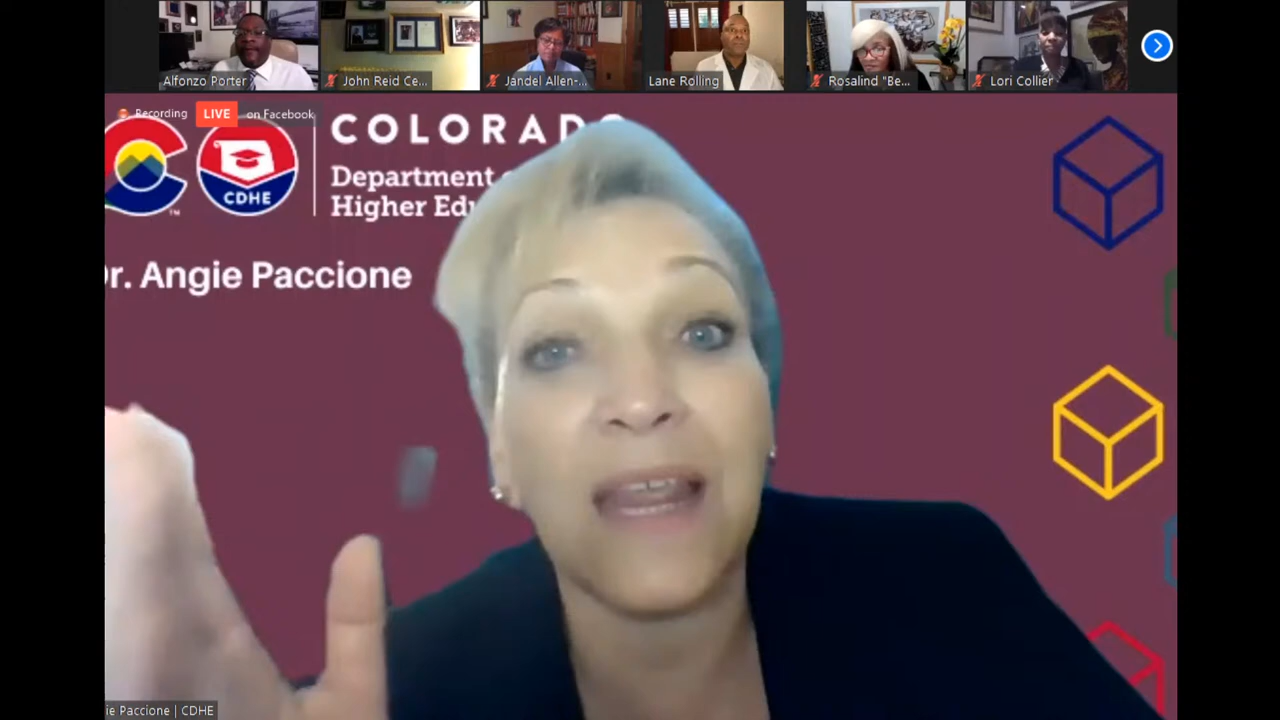 Alfonzo Porter
John Reid Ce...
Jandel Allen-...
Lane Rolling
Rosalind "Be...
Lori Collier
Recording
LIVE
on Facebook
COLORAD
CDHE
Department
Higher Edu
r. Angie Paccione
ie Paccione | CDHE